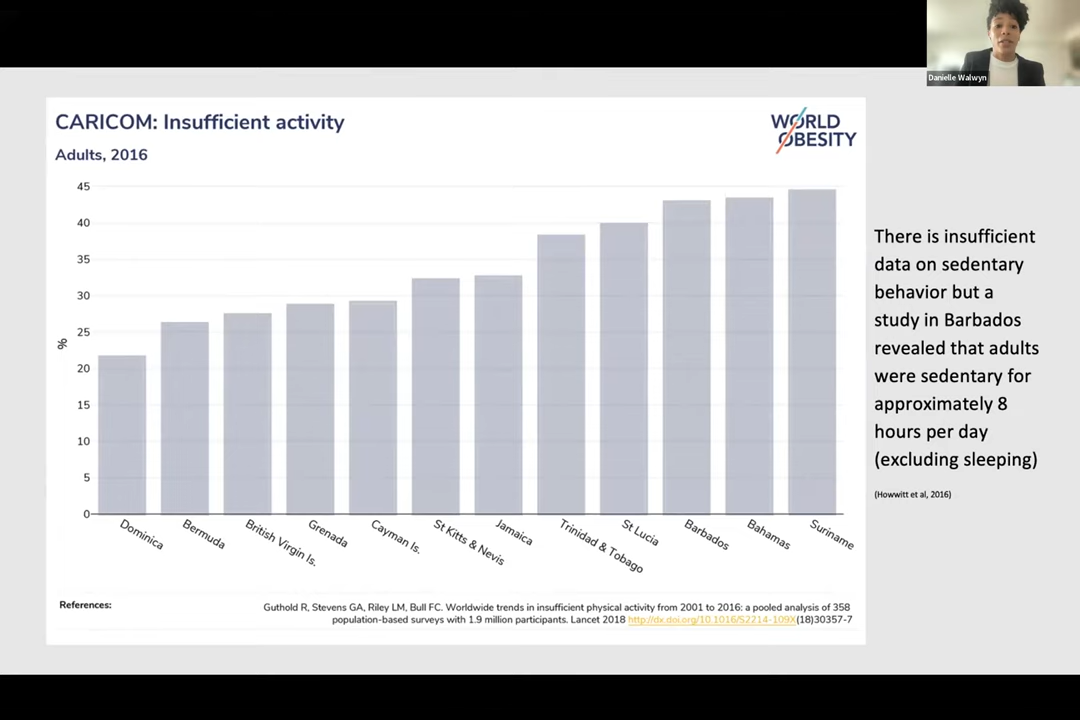 Danielle Walwyn
CARICOM: Insufficient activity
Adults, 2016
WORLD
OBESITY
45
40
35
30
25
20
15
10
5
0
%
Dominica
Bermuda
British Virgin Is.
Grenada
Cayman Is.
St Kitts & Nevis
Jamaica
Trinidad & Tobago
St Lucia
Barbados
Bahamas
Suriname
There is insufficient
data on sedentary
behavior but a
study in Barbados
revealed that adults
were sedentary for
approximately 8
hours per day
(excluding sleeping)
(Howwitt et al, 2016)
References:
Guthold R, Stevens GA, Riley LM, Bull FC. Worldwide trends in insufficient physical activity from 2001 to 2016: a pooled analysis of 358
population-based surveys with 1.9 million participants. Lancet 2018 http://dx.doi.org/10.1016/S2214-109X(18)30357-7